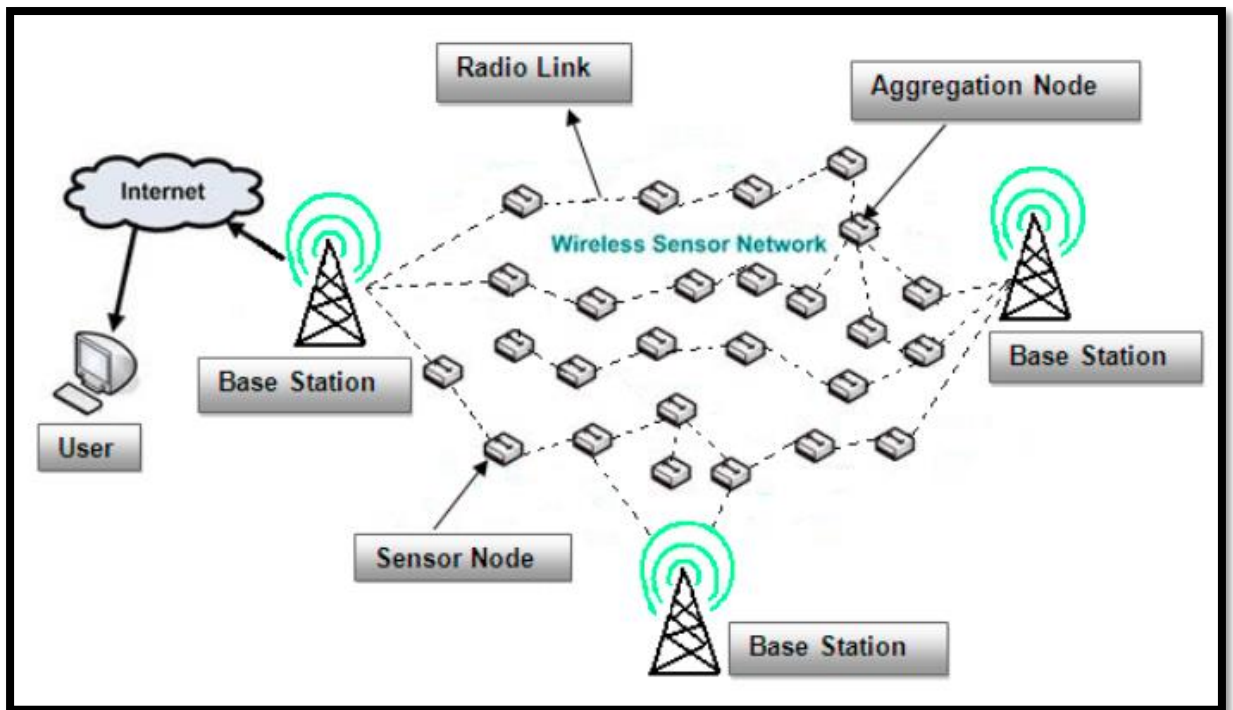 Radio Link
Aggregation Node
Internet
Wireless Sensor Network
Base Station
Base Station
User
Sensor Node
Base Station